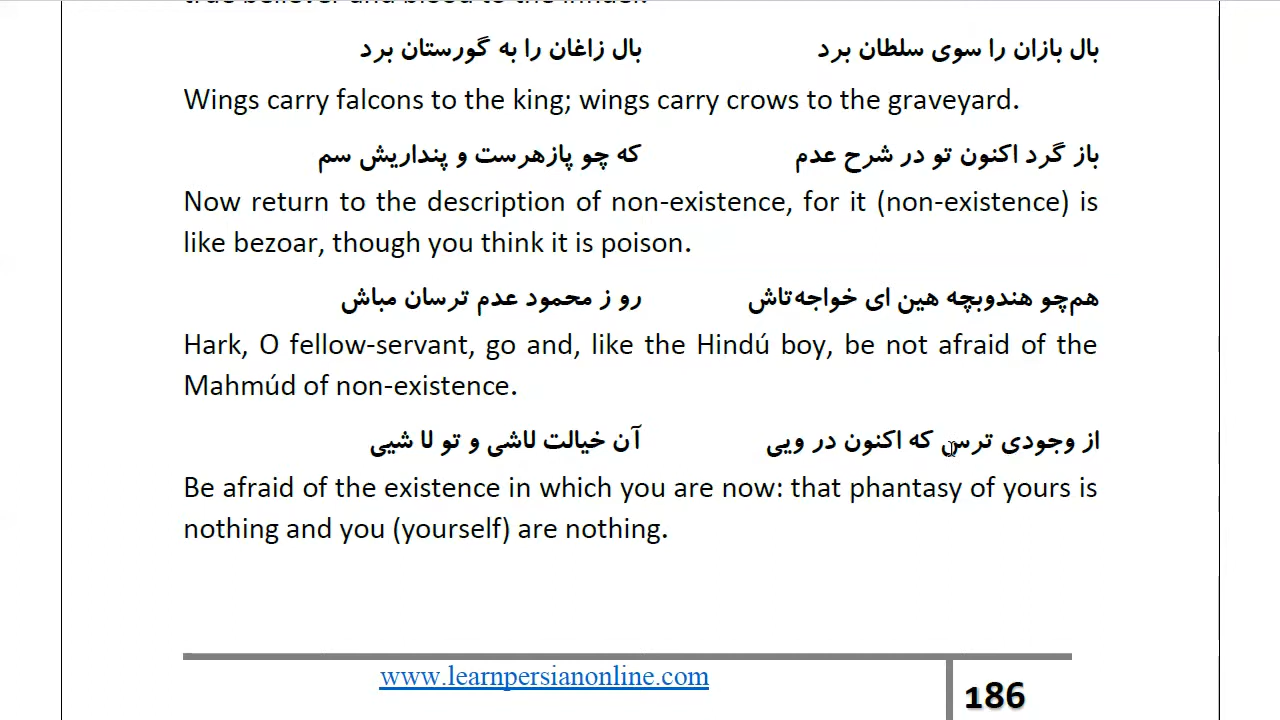 بال بازان را سوی سلطان برد بال زاغان را به گورستان برد
Wings carry falcons to the king; wings carry crows to the graveyard.
باز گرد اکنون تو در شرح عدم که چو پازهرست و پنداریش سم
Now return to the description of non-existence, for it (non-existence) is
like bezoar, though you think it is poison.
هم‌چو هندوبچه هین ای خواجه‌تاش رو ز محمود عدم ترسان مباش
Hark, O fellow-servant, go and, like the Hindú boy, be not afraid of the
Mahmúd of non-existence.
از وجودی ترس که اکنون در ویی آن خیالت لاشی و تو لا شیی
Be afraid of the existence in which you are now: that phantasy of yours is
nothing and you (yourself) are nothing.
www.learnpersianonline.com
186